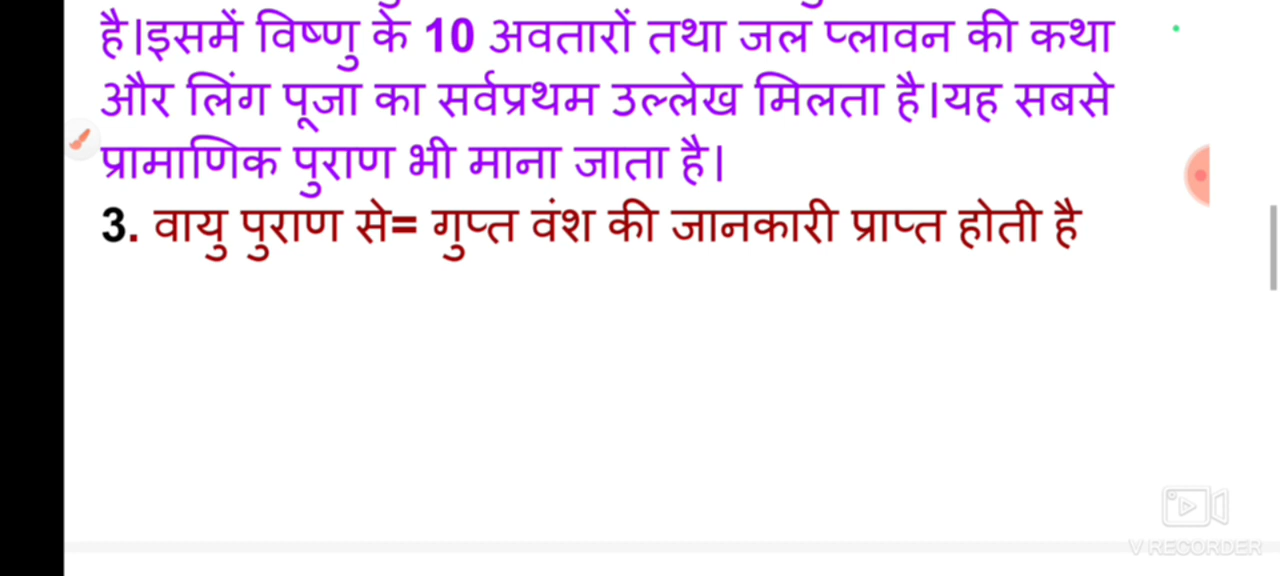 है।इसमें विष्णु के 10 अवतारों तथा जल प्लावन की कथा
और लिंग पूजा का सर्वप्रथम उल्लेख मिलता है।यह सबसे
प्रामाणिक पुराण भी माना जाता है।
3. वायु पुराण से= गुप्त वंश की जानकारी प्राप्त होती है
V RECORDER